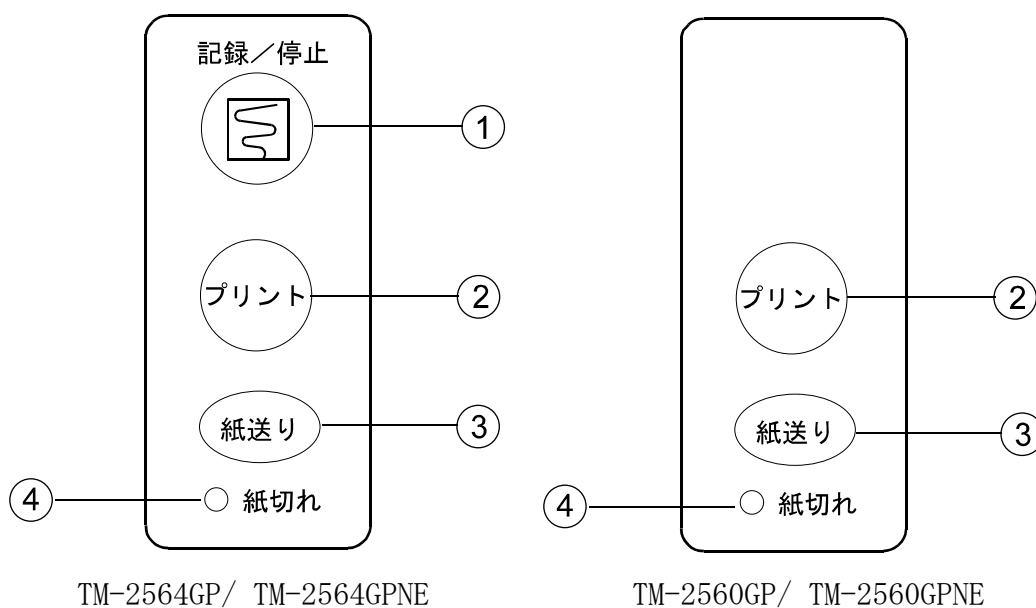 記録／停止
①
プリント
②
紙送り
③
④
紙切れ
TM-2564GP/ TM-2564GPNE
プリント
②
紙送り
③
④
紙切れ
TM-2560GP/ TM-2560GPNE